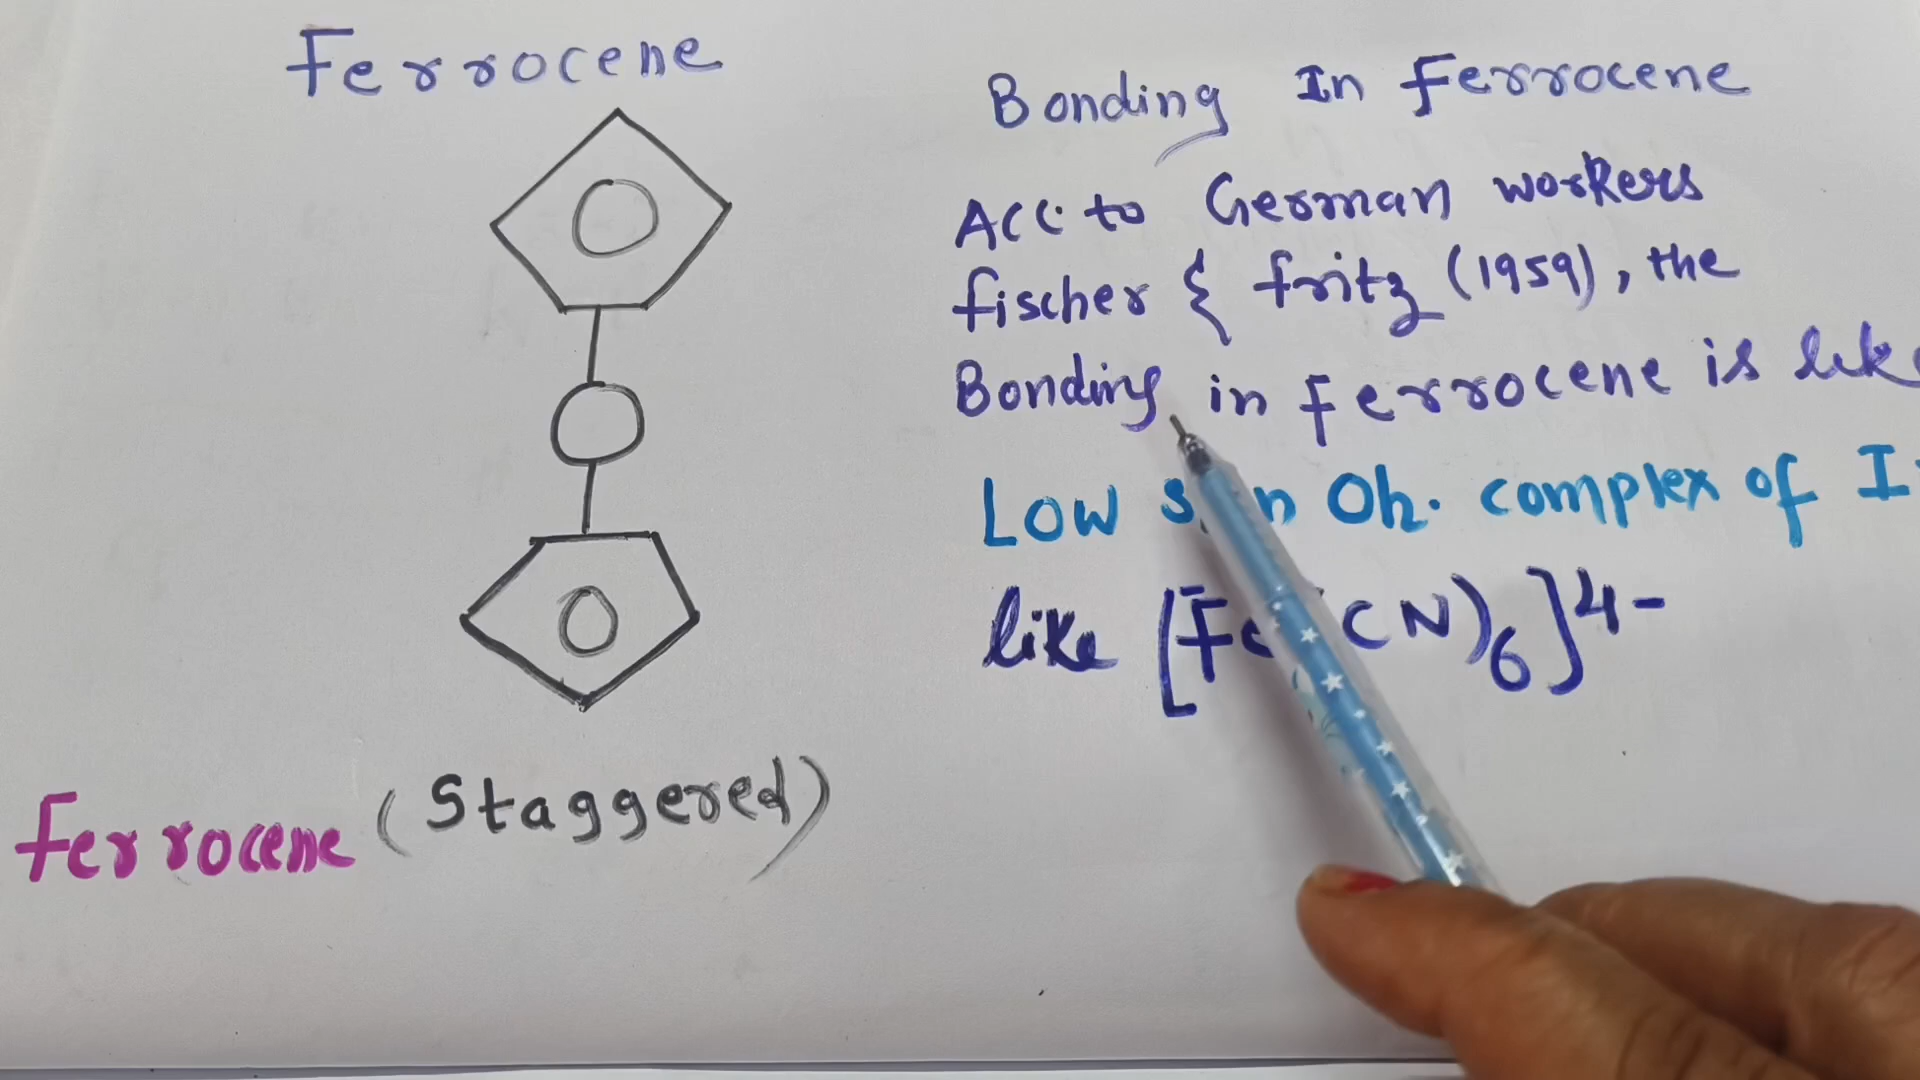 Ferrocene
Ferrocene (Staggered)
Bonding In Ferrocene
Acc. to German workers
fischer & fritz (1959), the
Bonding in Ferrocene is
Low Oh. complex of
like CN)6]4-